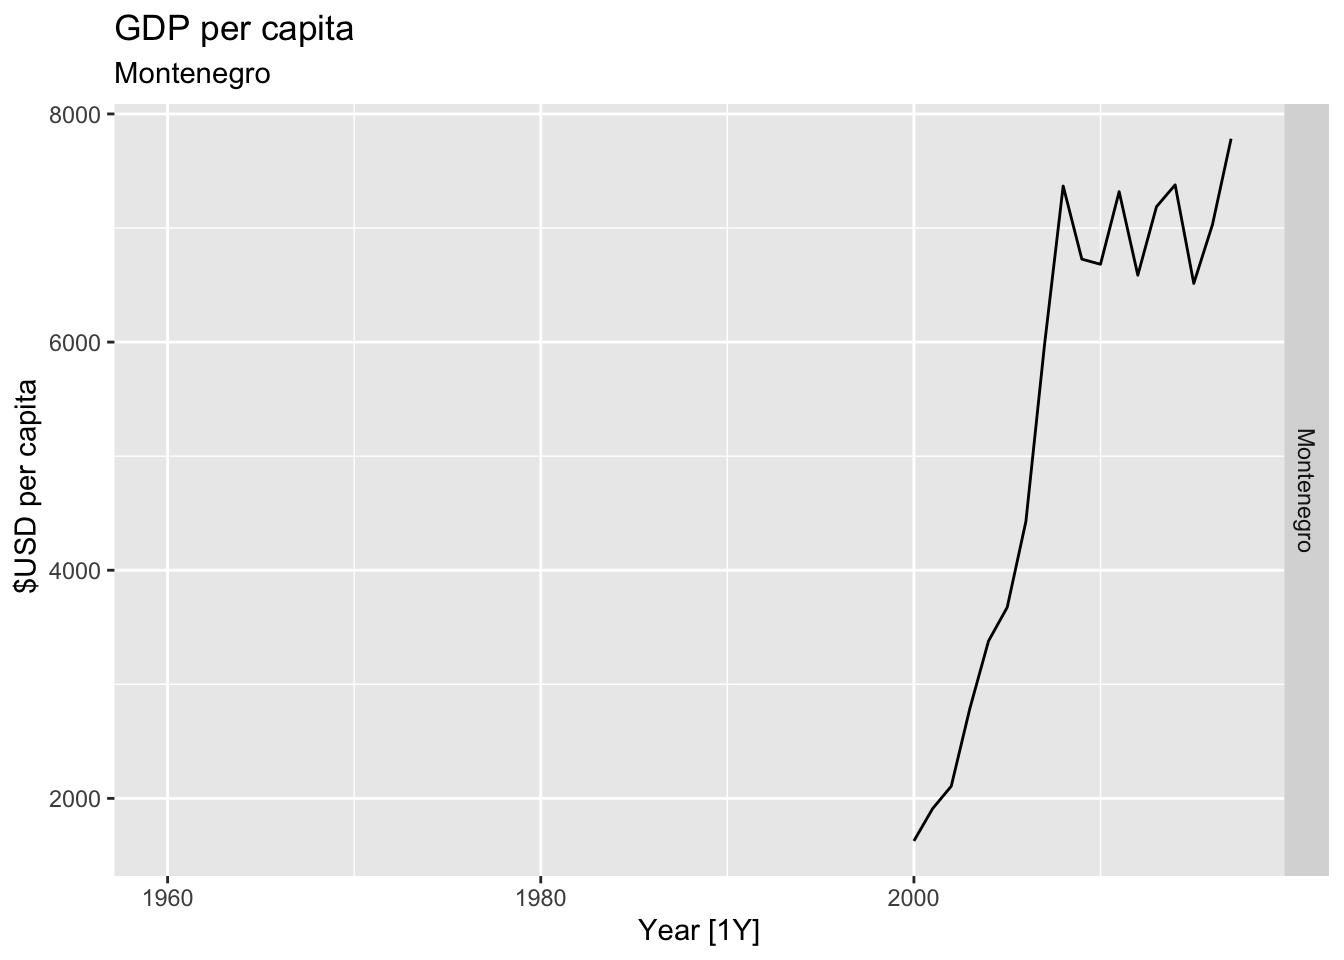 GDP per capita
Montenegro
$USD per capita
8000
6000
4000
2000
Montenegro
1960
1980
2000
Year [1Y]